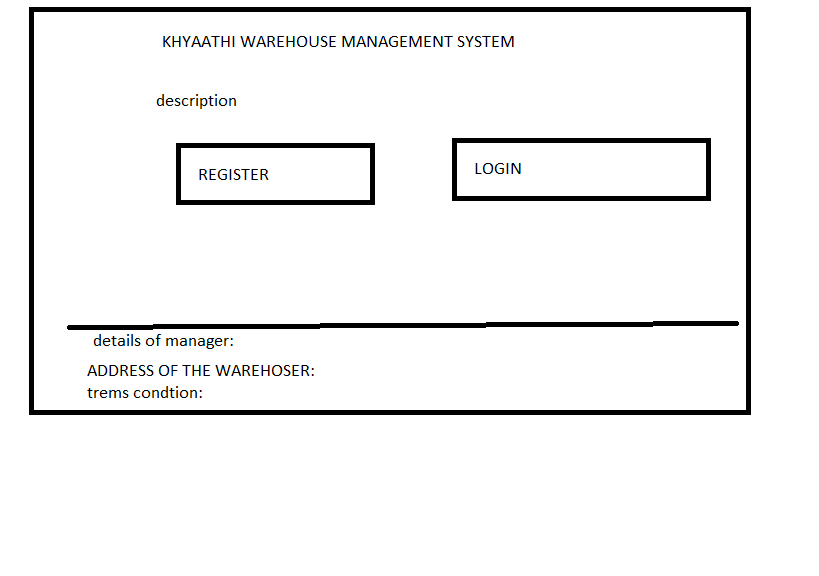 KHYAATHI WAREHOUSE MANAGEMENT SYSTEM
description
REGISTER
LOGIN
details of manager:
ADDRESS OF THE WAREHOSER:
trems condtion: